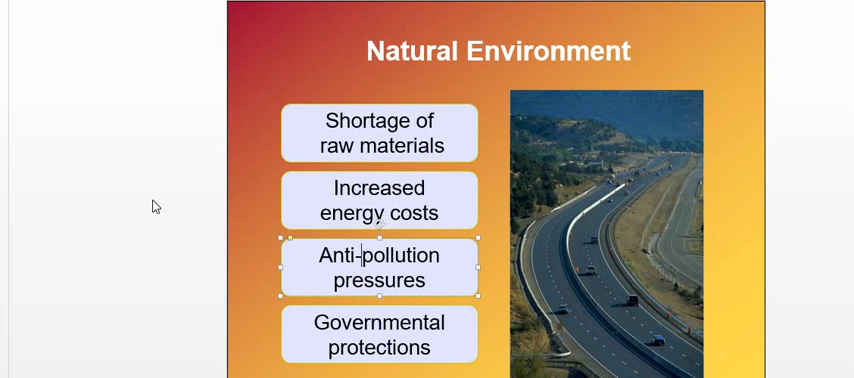 Natural Environment
Shortage of
raw materials
Increased
energy costs
Anti-pollution
pressures
Governmental
protections